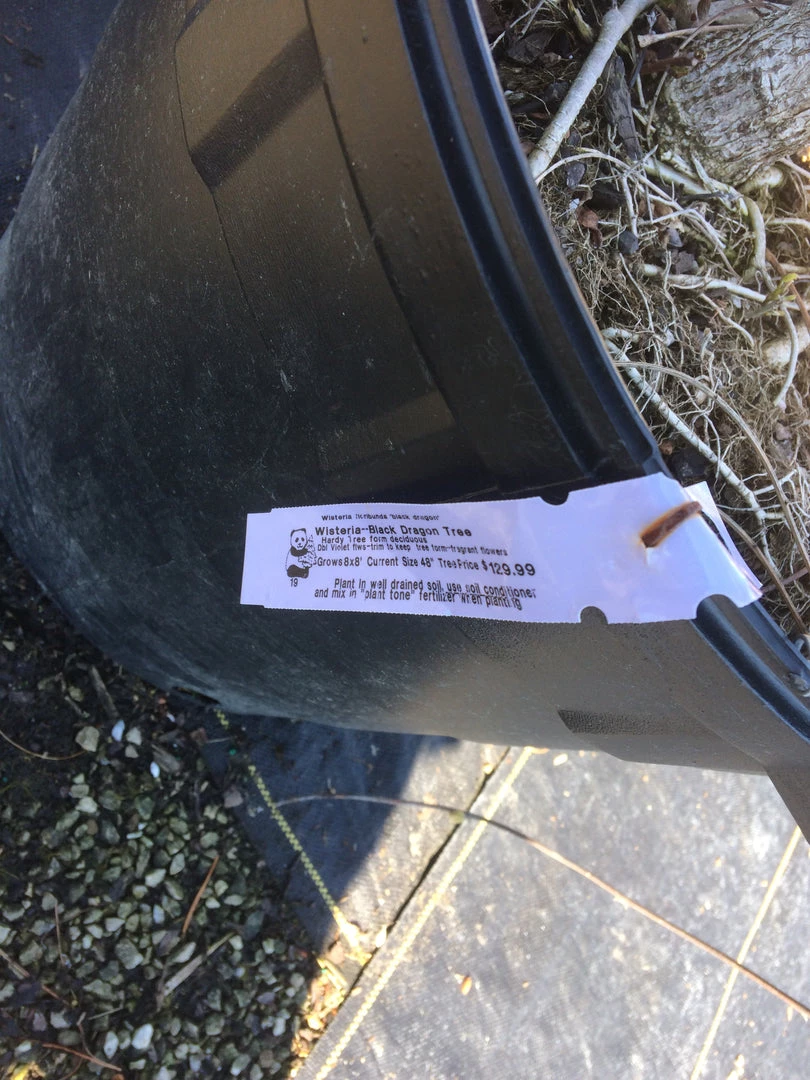 Wisteria floribunda "black dragon"
Wisteria--Black Dragon Tree
Hardy Tree form deciduous
Dbl Violet flws-trim to keep tree form-fragrant flowers
Grows 8x8' Current Size 48" Tree Price $129.99
19
Plant in well drained soil, use soil conditioner
and mix in "plant tone" fertilizer when planting